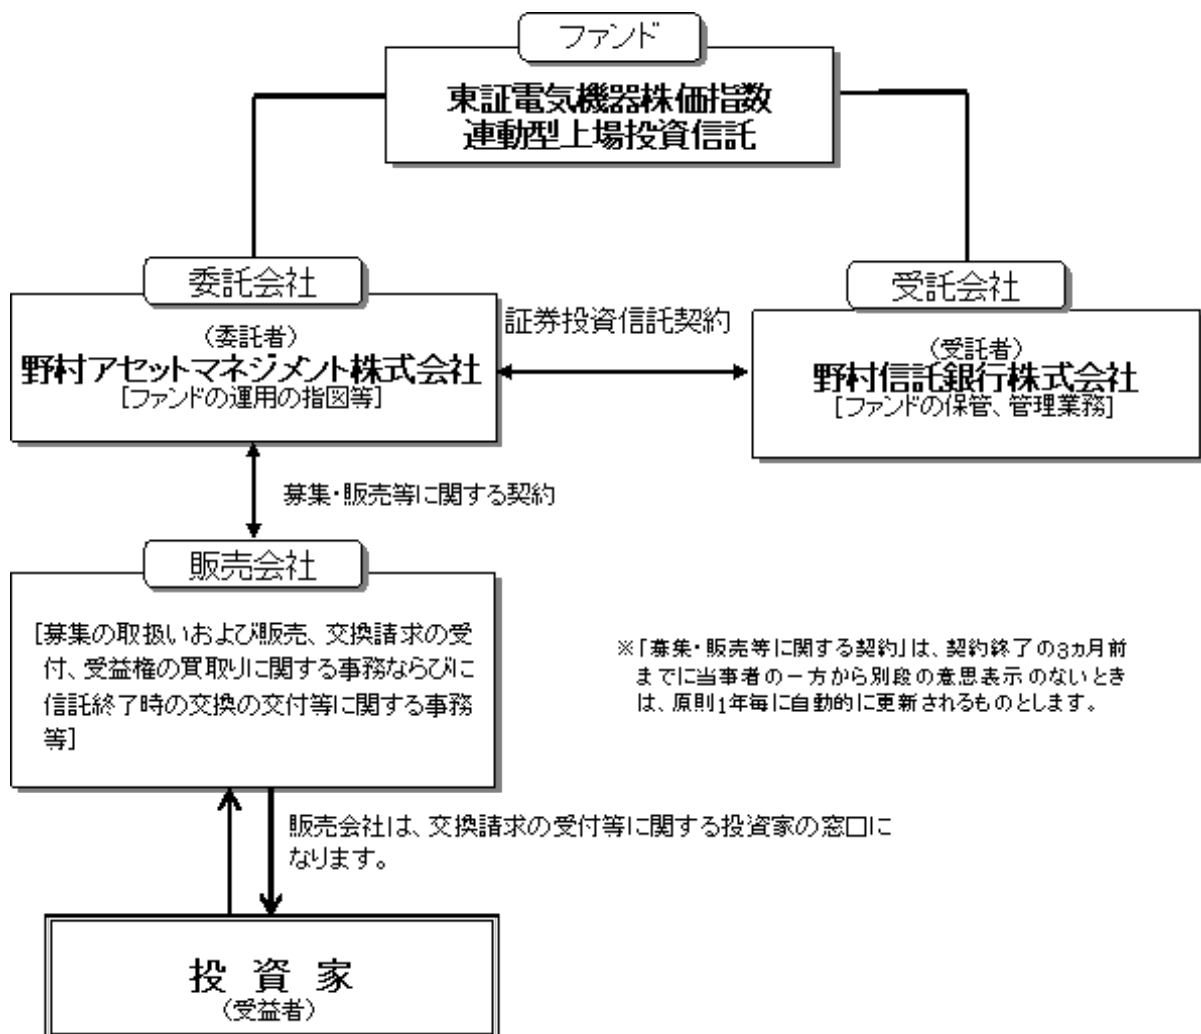 ファンド
東証電気機器株価指数
連動型上場投資信託
委託会社
(委託者)
野村アセットマネジメント株式会社
[ファンドの運用の指図等]
証券投資信託契約
受託会社
(受託者)
野村信託銀行株式会社
[ファンドの保管、管理業務]
募集・販売等に関する契約
販売会社
[募集の取扱いおよび販売、交換請求の受
付、受益権の買取りに関する事務ならびに
信託終了時の交換の交付等に関する事務
等]
※「募集・販売等に関する契約」は、契約終了の3ヵ月前
までに当事者の一方から別段の意思表示のないとき
は、原則1年毎に自動的に更新されるものとします。
販売会社は、交換請求の受付等に関する投資家の窓口に
なります。
投資家
(受益者)